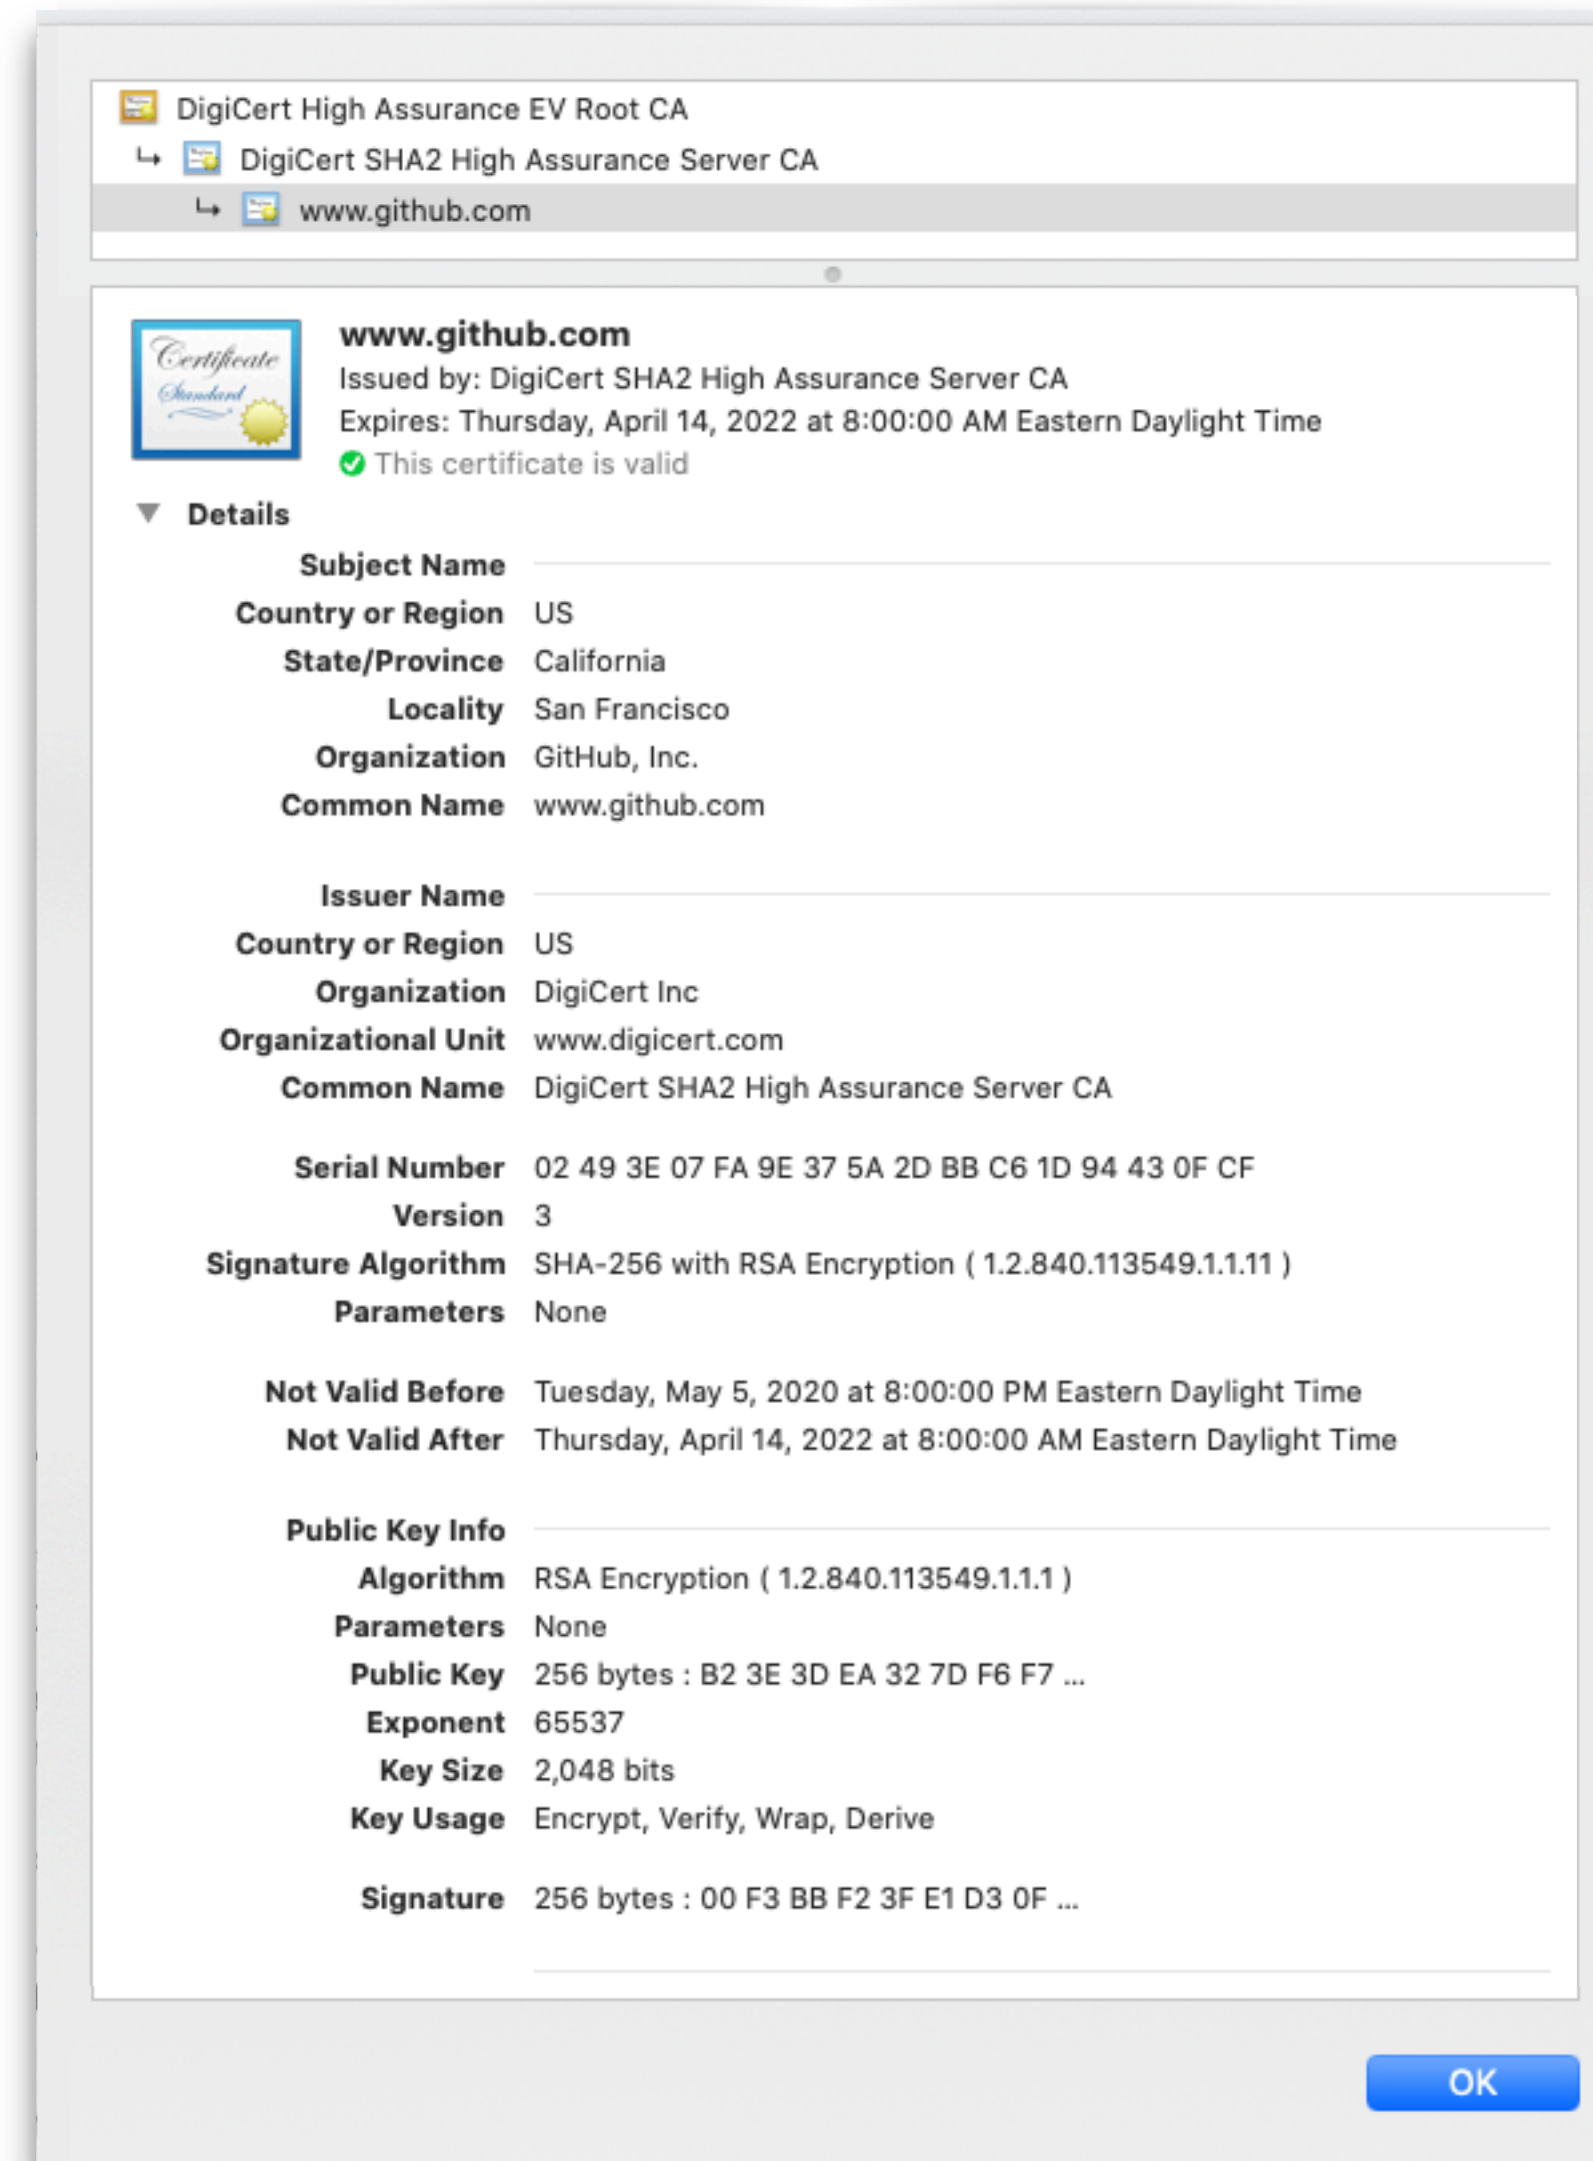 DigiCert High Assurance EV Root CA
DigiCert SHA2 High Assurance Server CA
www.github.com
Certificate
Standard
www.github.com
Issued by: DigiCert SHA2 High Assurance Server CA
Expires: Thursday, April 14, 2022 at 8:00:00 AM Eastern Daylight Time
This certificate is valid
Details
Subject Name
Country or Region US
State/Province California
Locality San Francisco
Organization GitHub, Inc.
Common Name www.github.com
Issuer Name
Country or Region US
Organization DigiCert Inc
Organizational Unit www.digicert.com
Common Name DigiCert SHA2 High Assurance Server CA
Serial Number 02 49 3E 07 FA 9E 37 5A 2D BB C6 1D 94 43 0F CF
Version 3
Signature Algorithm SHA-256 with RSA Encryption ( 1.2.840.113549.1.1.11 )
Parameters None
Not Valid Before Tuesday, May 5, 2020 at 8:00:00 PM Eastern Daylight Time
Not Valid After Thursday, April 14, 2022 at 8:00:00 AM Eastern Daylight Time
Public Key Info
Algorithm RSA Encryption ( 1.2.840.113549.1.1.1 )
Parameters None
Public Key 256 bytes : B2 3E 3D EA 32 7D F6 F7 ...
Exponent 65537
Key Size 2,048 bits
Key Usage Encrypt, Verify, Wrap, Derive
Signature 256 bytes : 00 F3 BB F2 3F E1 D3 0F ...
OK